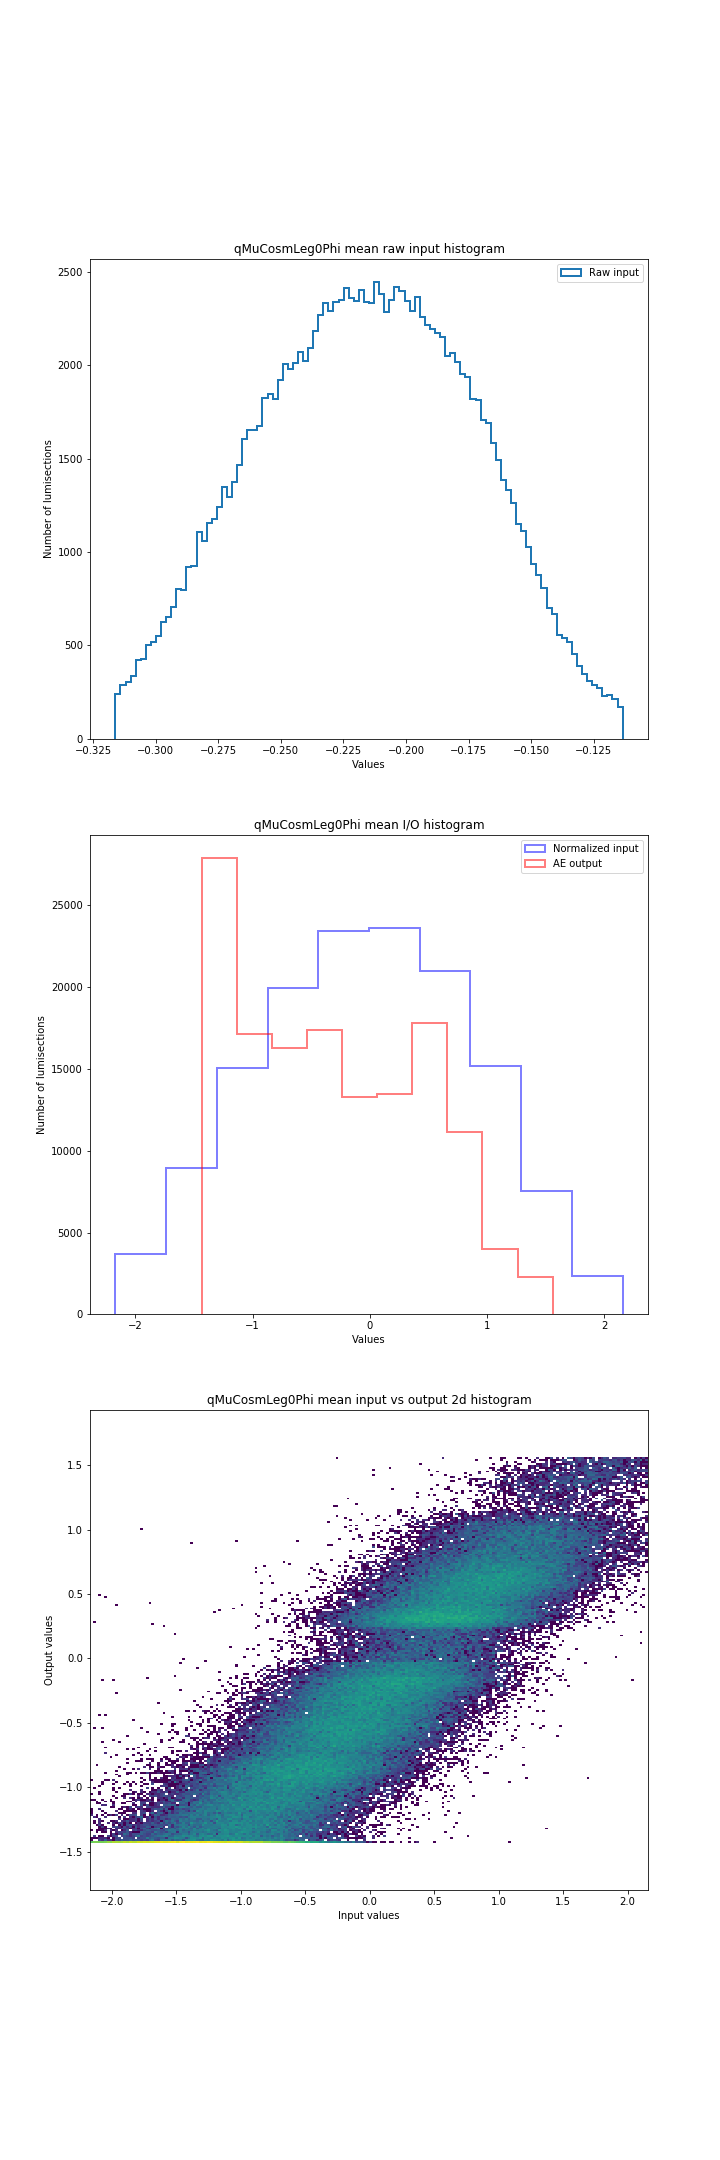 qMuCosmLeg0Phi mean raw input histogram
Raw input
2500
2000
1500
1000
500
0
Number of lumisections
−0.325 −0.300 −0.275 −0.250 −0.225 −0.200 −0.175 −0.150 −0.125
Values
qMuCosmLeg0Phi mean I/O histogram
Normalized input
AE output
25000
20000
15000
10000
5000
0
Number of lumisections
−2 −1 0 1 2
Values
qMuCosmLeg0Phi mean input vs output 2d histogram
1.5
1.0
0.5
0.0
−0.5
−1.0
−1.5
Output values
−2.0 −1.5 −1.0 −0.5 0.0 0.5 1.0 1.5 2.0
Input values